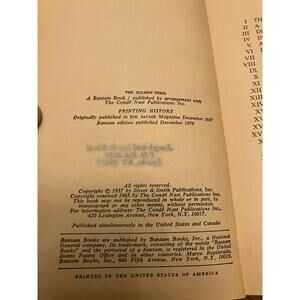 THE GOLDEN PERIL
A Bantam Book / published by arrangement with
The Condé Nast Publications Inc.
PRINTING HISTORY
Originally published in DOC SAVAGE Magazine December 1937
Bantam edition published December 1970
All rights reserved.
Copyright © 1937 by Street & Smith Publications, Inc.
Copyright renewed 1965 by The Condé Nast Publications Inc.
This book may not be reproduced in whole or in part, by
mimeograph or any other means, without permission.
For information address: The Condé Nast Publications Inc.
420 Lexington Avenue, New York, N.Y. 10017.
Published simultaneously in the United States and Canada
Bantam Books are published by Bantam Books, Inc., a National
General company. Its trademark, consisting of the words "Bantam
Books" and the portrayal of a bantam, is registered in the United
States Patent Office and in other countries. Marca Registrada.
Bantam Books, Inc., 666 Fifth Avenue, New York, N.Y. 10019.
PRINTED IN THE UNITED STATES OF AMERICA
I TH
II A
III DI
IV IN
V A